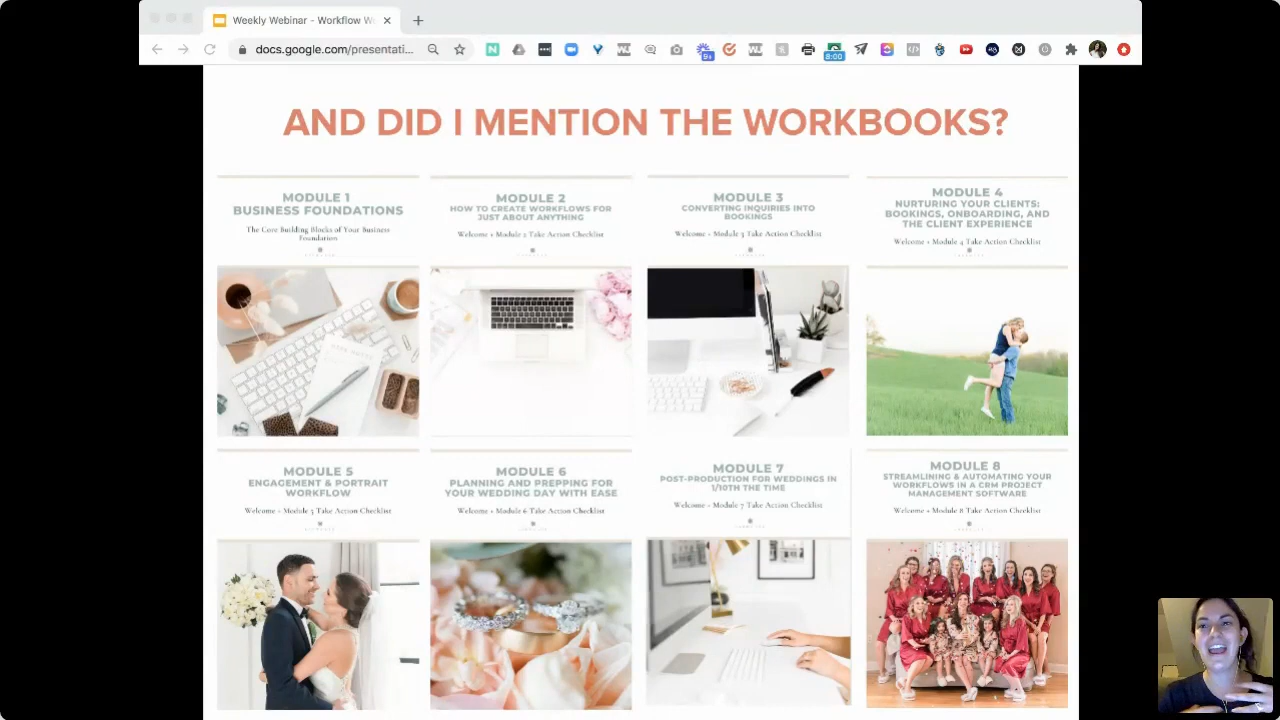 Weekly Webinar - Workflow W
docs.google.com/presentati...
9+
8:00
AND DID I MENTION THE WORKBOOKS?
MODULE 1
BUSINESS FOUNDATIONS
The Core Building Blocks of Your Business
Foundation
MODULE 2
HOW TO CREATE WORKFLOWS FOR
JUST ABOUT ANYTHING
Welcome + Module 2 Take Action Checklist
MODULE 3
CONVERTING INQUIRIES INTO
BOOKINGS
Welcome + Module 3 Take Action Checklist
MODULE 4
NURTURING YOUR CLIENTS:
BOOKINGS, ONBOARDING, AND
THE CLIENT EXPERIENCE
Welcome + Module 4 Take Action Checklist
MODULE 5
ENGAGEMENT & PORTRAIT
WORKFLOW
Welcome + Module 5 Take Action Checklist
MODULE 6
PLANNING AND PREPPING FOR
YOUR WEDDING DAY WITH EASE
Welcome + Module 6 Take Action Checklist
MODULE 7
POST-PRODUCTION FOR WEDDINGS IN
1/10TH THE TIME
Welcome + Module 7 Take Action Checklist
MODULE 8
STREAMLINING & AUTOMATING YOUR
WORKFLOWS IN A CRM PROJECT
MANAGEMENT SOFTWARE
Welcome + Module 8 Take Action Checklist